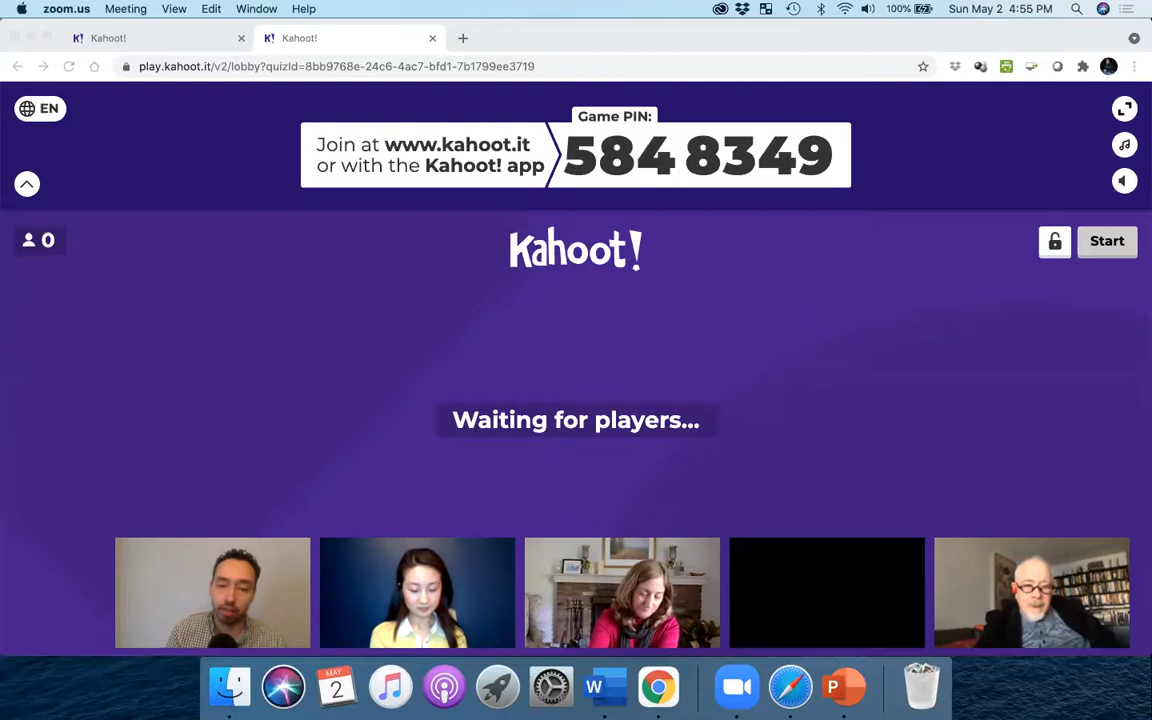 zoom.us Meeting View Edit Window Help 100% Sun May 2 4:55 PM
Kahoot! Kahoot!
play.kahoot.it/v2/lobby?quizId=8bb9768e-24c6-4ac7-bfd1-7b1799ee3719
EN
Game PIN:
Join at www.kahoot.it
or with the Kahoot! app
584 8349
0
Kahoot!
Start
Waiting for players...
MAY
2
W
P